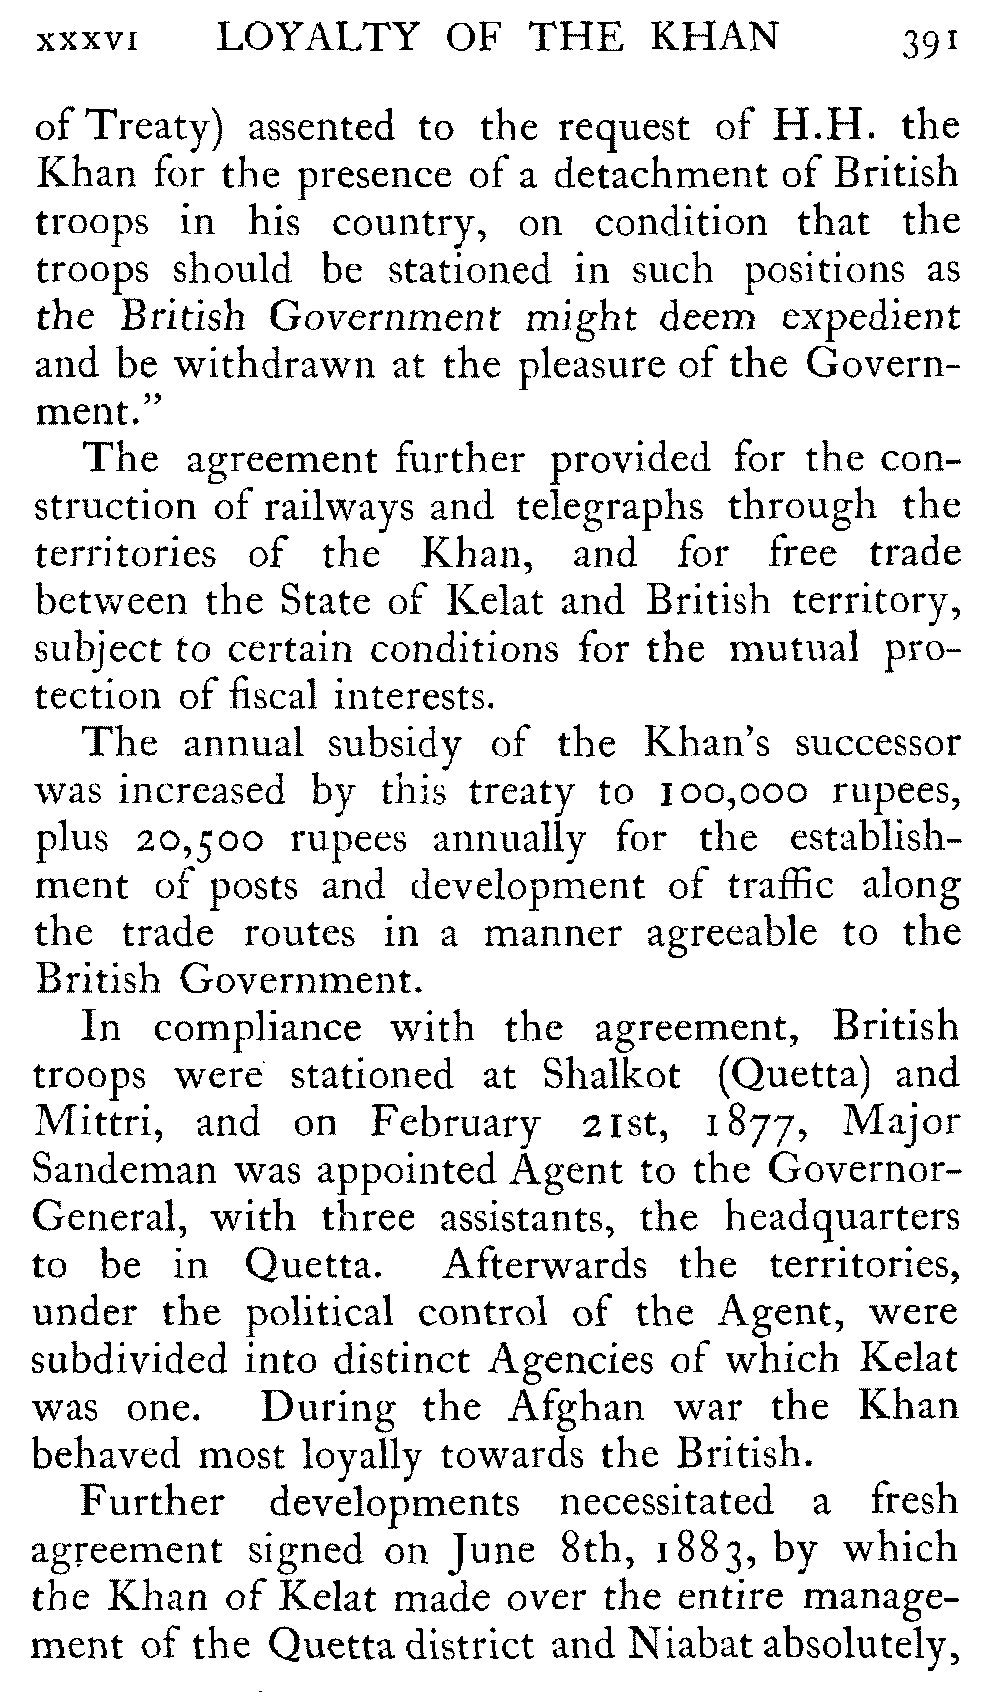 xxxvi LOYALTY OF THE KHAN 391
of Treaty) assented to the request of H.H. the
Khan for the presence of a detachment of British
troops in his country, on condition that the
troops should be stationed in such positions as
the British Government might deem expedient
and be withdrawn at the pleasure of the Govern-
ment.”
The agreement further provided for the con-
struction of railways and telegraphs through the
territories of the Khan, and for free trade
between the State of Kelat and British territory,
subject to certain conditions for the mutual pro-
tection of fiscal interests.
The annual subsidy of the Khan’s successor
was increased by this treaty to 100,000 rupees,
plus 20,500 rupees annually for the establish-
ment of posts and development of traffic along
the trade routes in a manner agreeable to the
British Government.
In compliance with the agreement, British
troops were stationed at Shalkot (Quetta) and
Mittri, and on February 21st, 1877, Major
Sandeman was appointed Agent to the Governor-
General, with three assistants, the headquarters
to be in Quetta. Afterwards the territories,
under the political control of the Agent, were
subdivided into distinct Agencies of which Kelat
was one. During the Afghan war the Khan
behaved most loyally towards the British.
Further developments necessitated a fresh
agreement signed on June 8th, 1883, by which
the Khan of Kelat made over the entire manage-
ment of the Quetta district and Niabat absolutely,